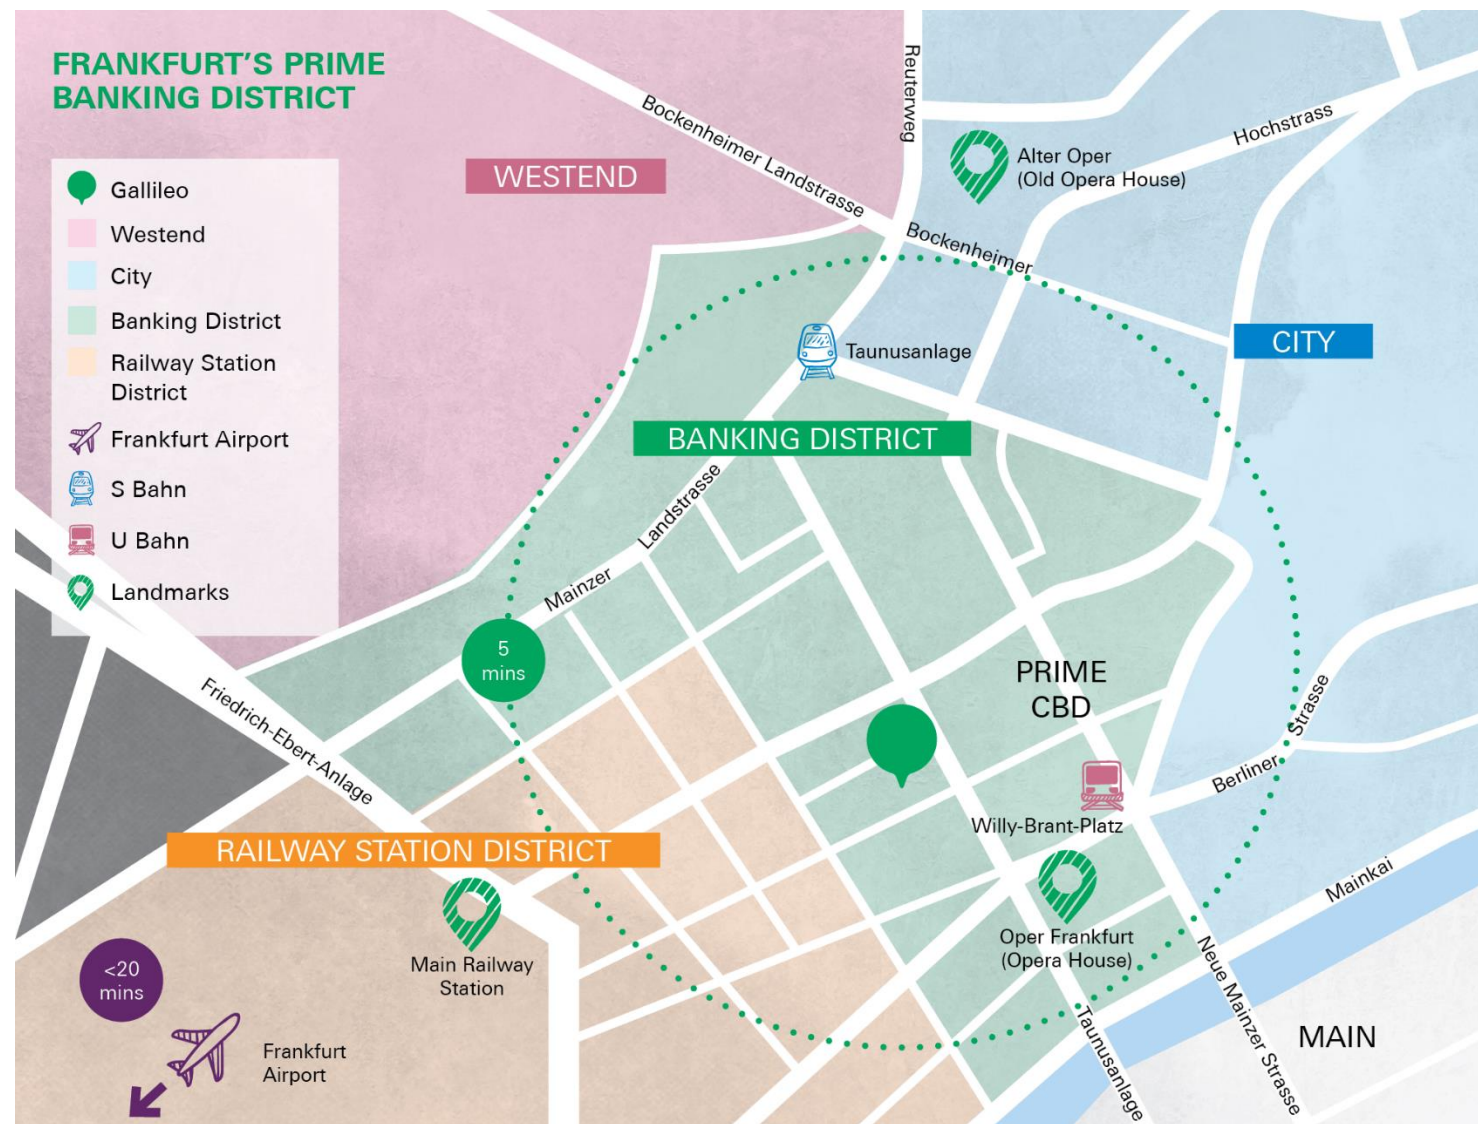 FRANKFURT'S PRIME
BANKING DISTRICT
Gallileo
Westend
City
Banking District
Railway Station
District
Frankfurt Airport
S Bahn
U Bahn
Landmarks
WESTEND
Bockenheimer Landstrasse
Reuterweg
Hochstrass
Alter Oper
(Old Opera House)
Bockenheimer
CITY
Taunusanlage
BANKING DISTRICT
Mainzer
Landstrasse
5
mins
PRIME
CBD
Friedrich-Ebert-Anlage
Strasse
Berliner
Willy-Brant-Platz
RAILWAY STATION DISTRICT
Mainkai
Main Railway
Station
Oper Frankfurt
(Opera House)
<20
mins
Neue Mainzer Strasse
Taunusanlage
MAIN
Frankfurt
Airport